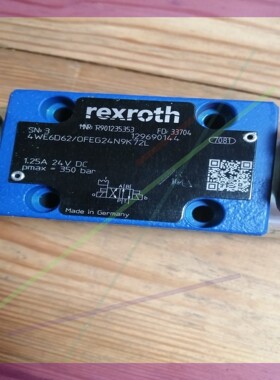 rexroth
MNR: R901235353 FD: 33704
SN: 3 129690144
4WE6D62/OFEG24N9K72L 7081
1.25A 24V DC
pmax - 350 bar
Made in Germany